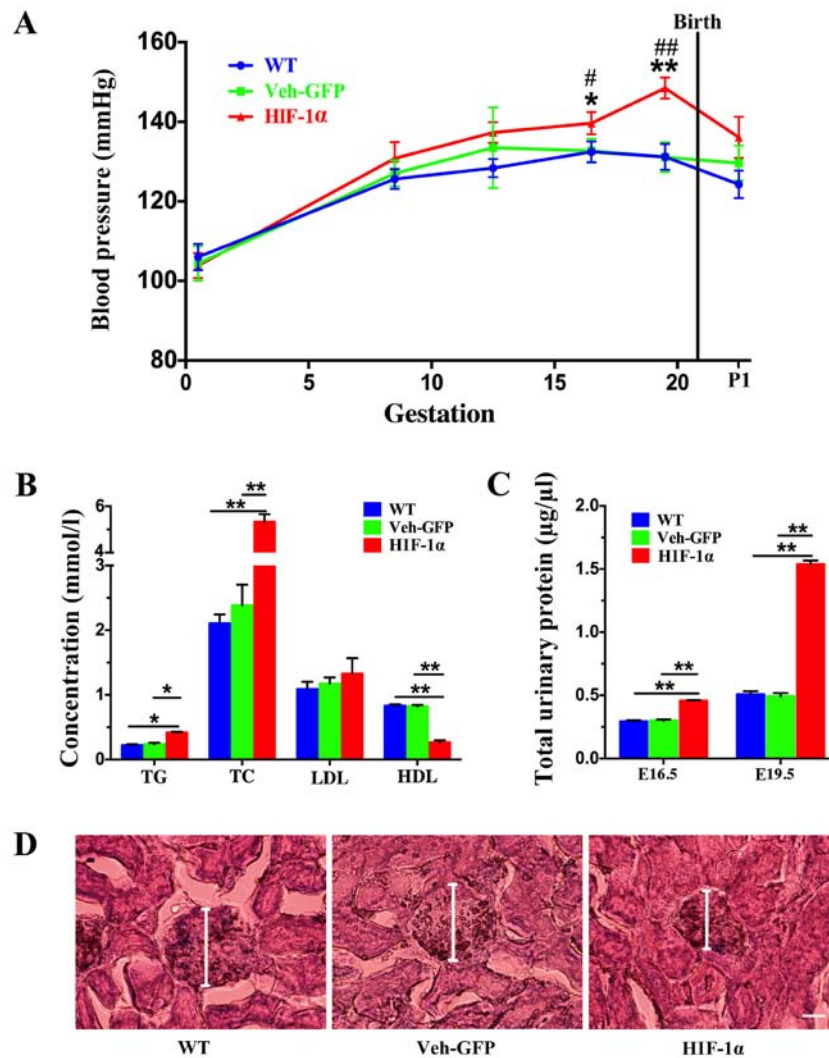 A
Birth
160
140
120
100
80
Blood pressure (mmHg)
WT
Veh-GFP
HIF-1α
#
*
##
**
0
5
10
15
20
P1
Gestation
B
Concentration (mmol/l)
6
4
3
2
1
0
WT
Veh-GFP
HIF-1α
*
*
**
**
**
**
TG
TC
LDL
HDL
C
Total urinary protein (μg/μl)
2.0
1.5
1.0
0.5
0.0
WT
Veh-GFP
HIF-1α
**
**
**
**
E16.5
E19.5
D
WT
Veh-GFP
HIF-1α